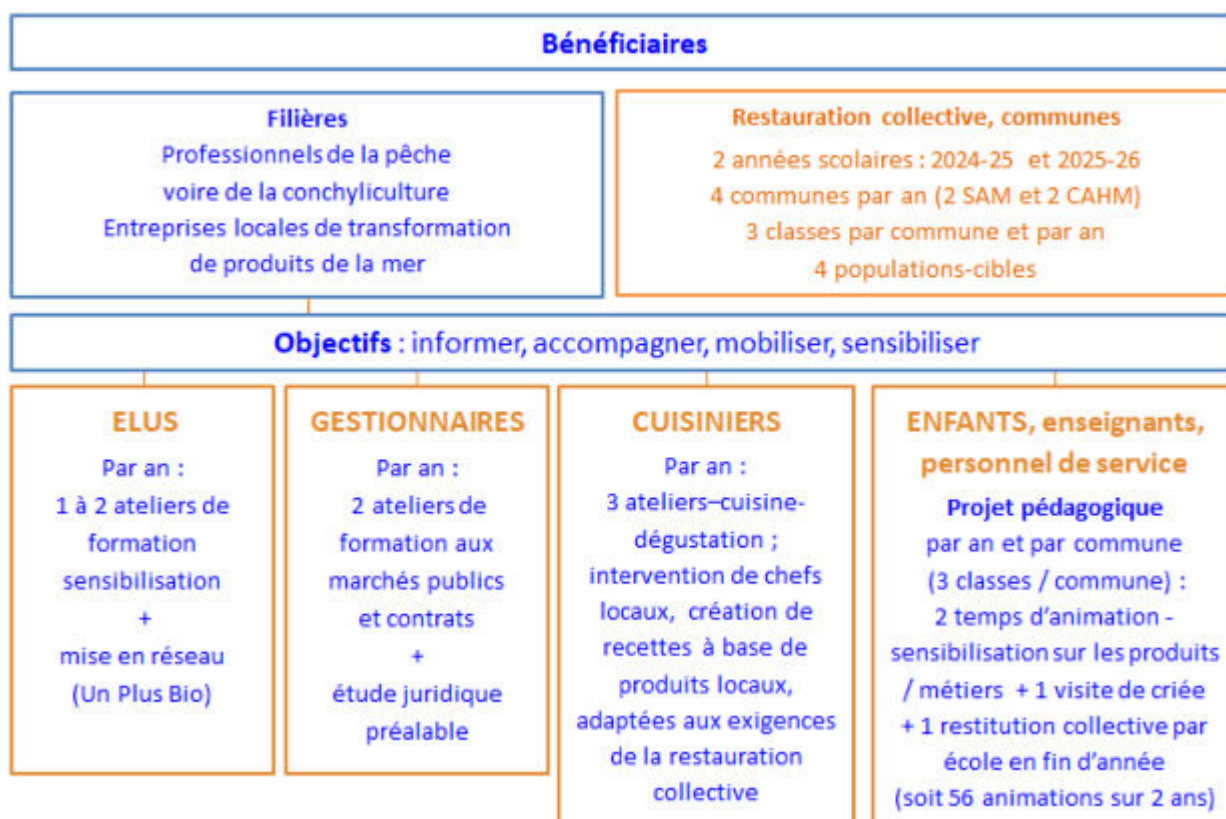 Bénéficiaires
Filières
Professionnels de la pêche
voire de la conchyliculture
Entreprises locales de transformation
de produits de la mer
Restauration collective, communes
2 années scolaires : 2024-25 et 2025-26
4 communes par an (2 SAM et 2 CAHM)
3 classes par commune et par an
4 populations-cibles
Objectifs : informer, accompagner, mobiliser, sensibiliser
ELUS
Par an :
1 à 2 ateliers de
formation
sensibilisation
+
mise en réseau
(Un Plus Bio)
GESTIONNAIRES
Par an :
2 ateliers de
formation aux
marchés publics
et contrats
+
étude juridique
préalable
CUISINIERS
Par an :
3 ateliers–cuisine-
dégustation ;
intervention de chefs
locaux, création de
recettes à base de
produits locaux,
adaptées aux exigences
de la restauration
collective
ENFANTS, enseignants,
personnel de service
Projet pédagogique
par an et par commune
(3 classes / commune) :
2 temps d'animation -
sensibilisation sur les produits
/ métiers + 1 visite de criée
+ 1 restitution collective par
école en fin d'année
(soit 56 animations sur 2 ans)